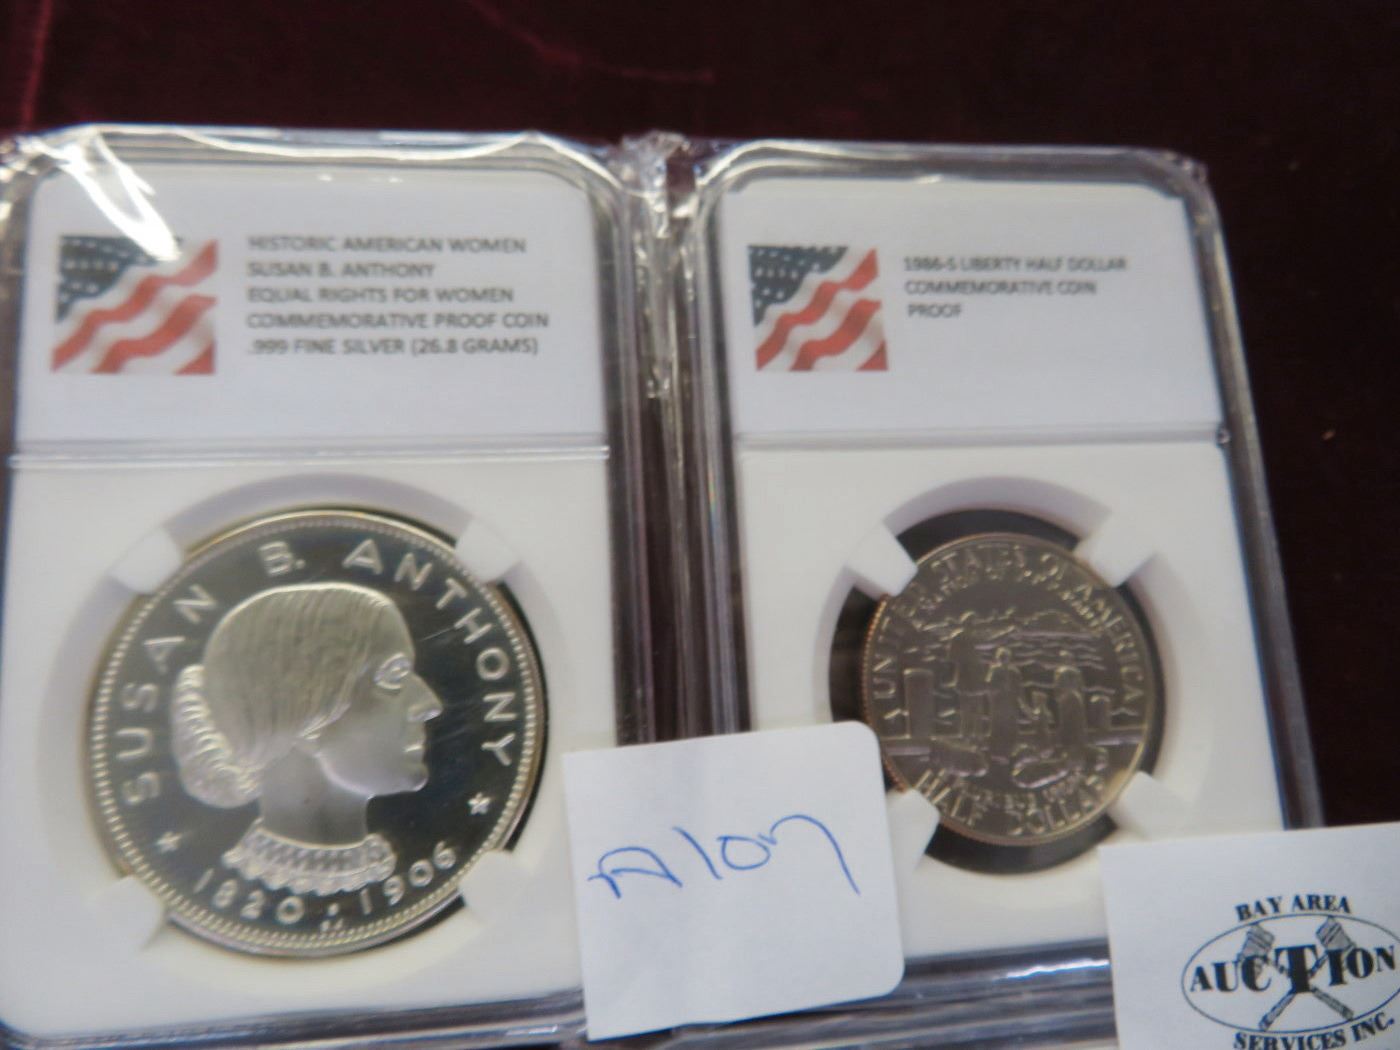 HISTORIC AMERICAN WOMEN
SUSAN B. ANTHONY
EQUAL RIGHTS FOR WOMEN
COMMEMORATIVE PROOF COIN
.999 FINE SILVER (26.8 GRAMS)
SUSAN B. ANTHONY
1820 · 1906
1986-S LIBERTY HALF DOLLAR
COMMEMORATIVE COIN
PROOF
UNITED STATES OF AMERICA
HALF DOLLAR
A107
BAY AREA
AUCTION
SERVICES INC.